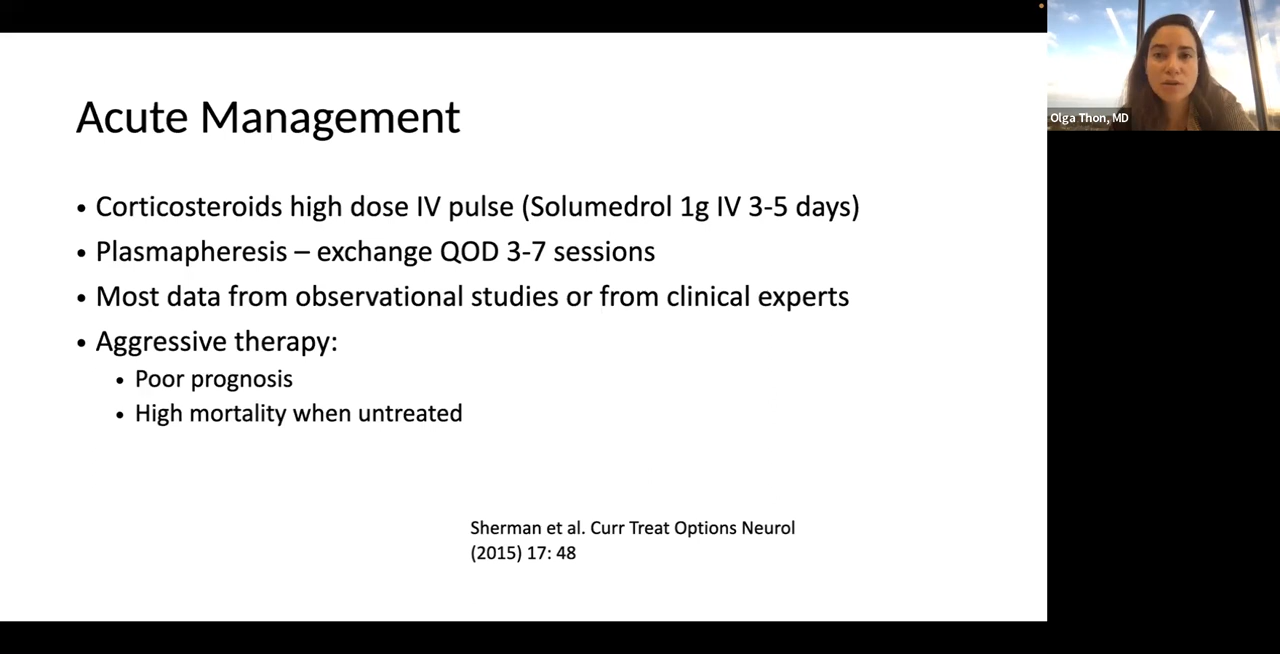 Acute Management
• Corticosteroids high dose IV pulse (Solumedrol 1g IV 3-5 days)
• Plasmapheresis – exchange QOD 3-7 sessions
• Most data from observational studies or from clinical experts
• Aggressive therapy:
• Poor prognosis
• High mortality when untreated
Sherman et al. Curr Treat Options Neurol
(2015) 17: 48
Olga Thon, MD